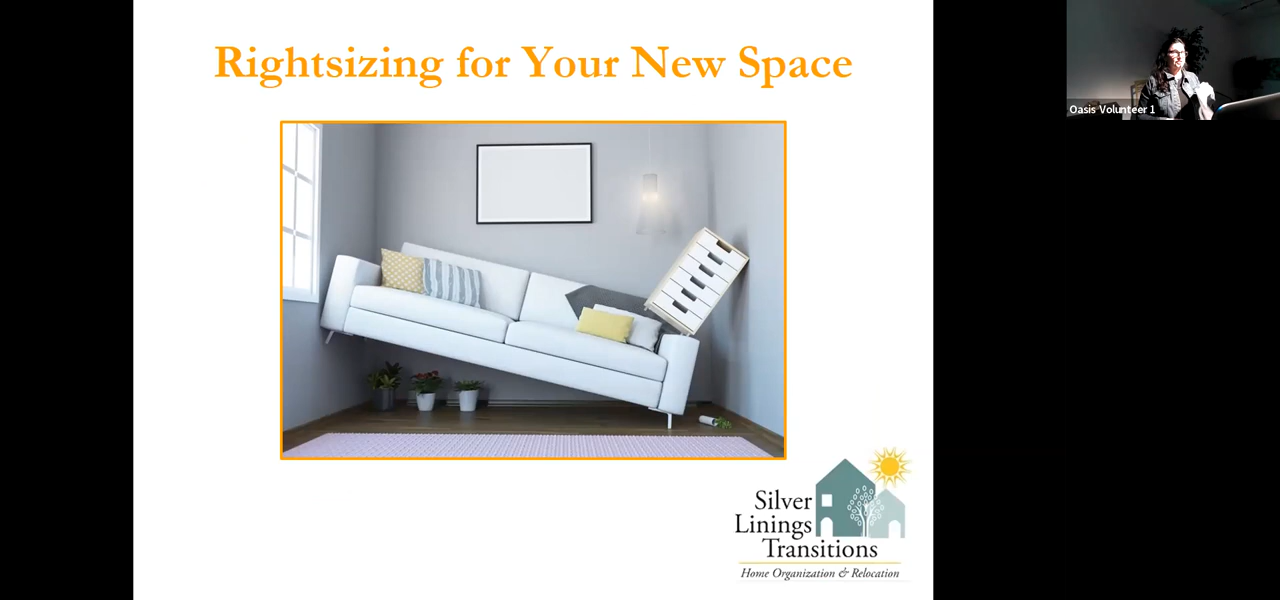 Rightsizing for Your New Space
Oasis Volunteer 1
Silver
Linings
Transitions
Home Organization & Relocation